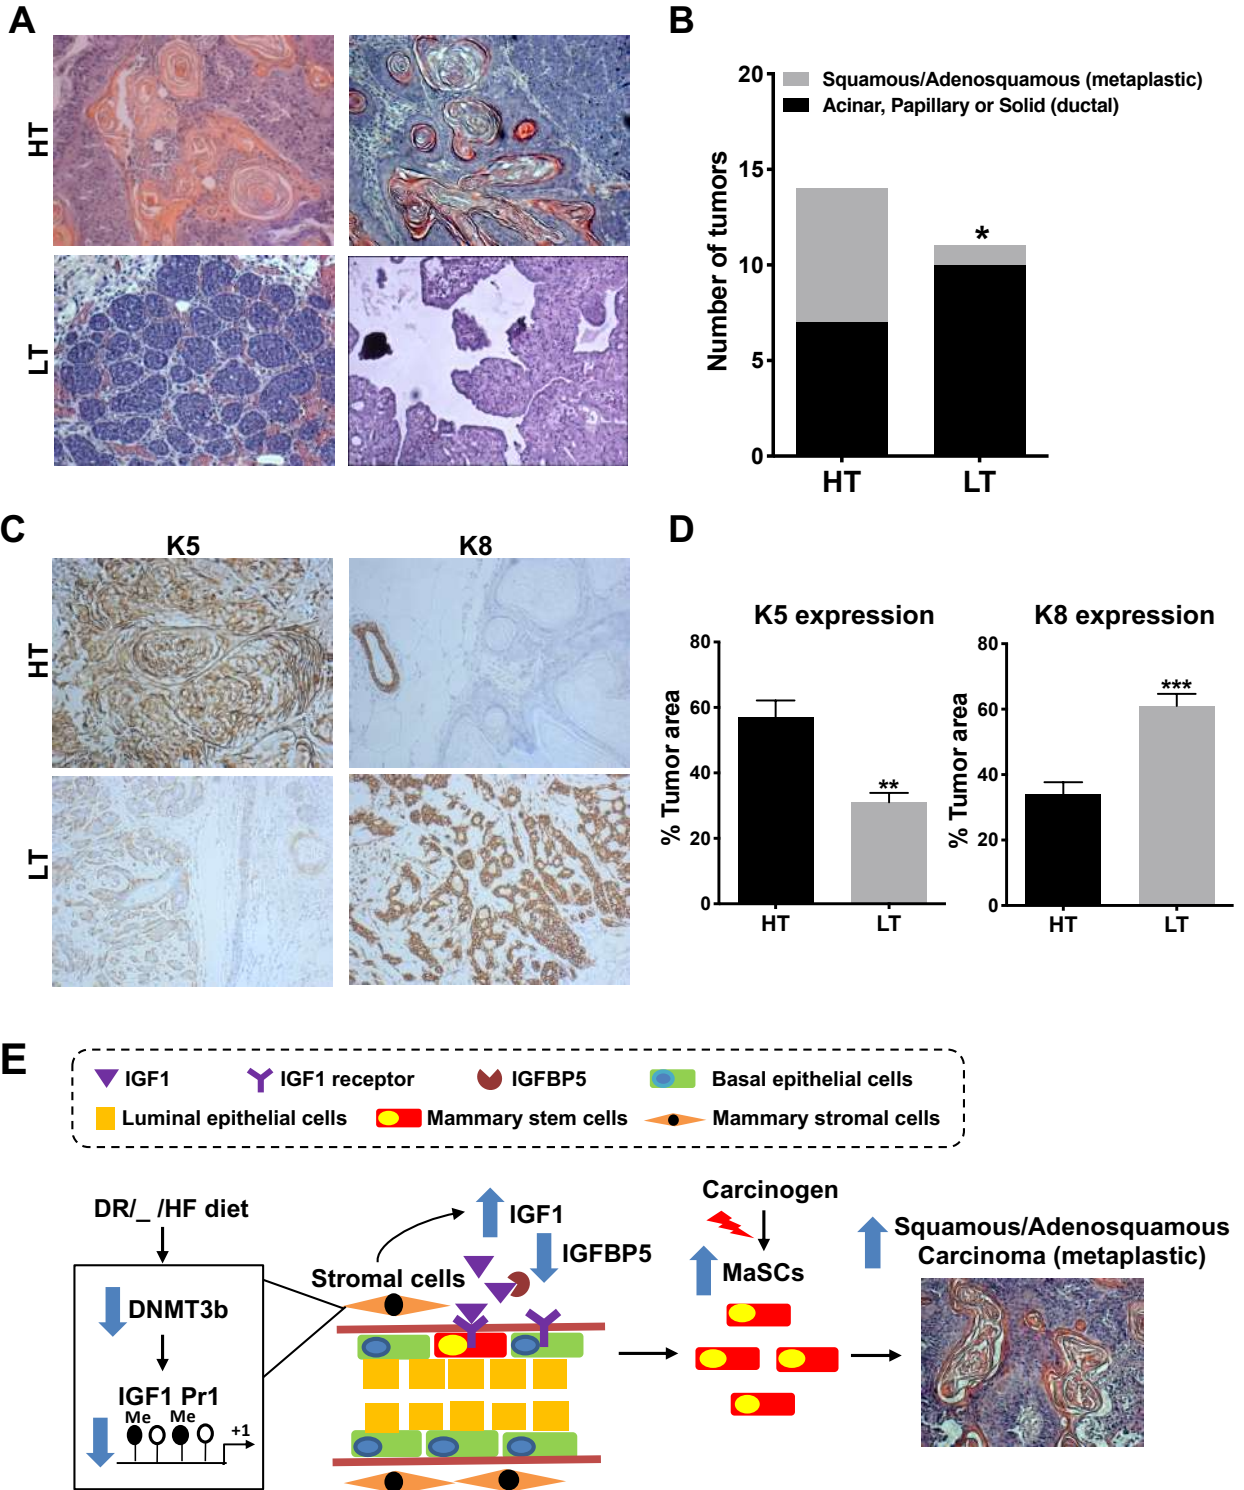 A
HT
LT
B
20
15
10
5
0
Number of tumors
Squamous/Adenosquamous (metaplastic)
Acinar, Papillary or Solid (ductal)
*
HT
LT
C
K5
K8
HT
LT
D
K5 expression
80
60
40
20
0
% Tumor area
**
HT
LT
K8 expression
80
60
40
20
0
% Tumor area
***
HT
LT
E
IGF1
IGF1 receptor
IGFBP5
Basal epithelial cells
Luminal epithelial cells
Mammary stem cells
Mammary stromal cells
DR/_ /HF diet
DNMT3b
IGF1 Pr1
Me
Me
+1
Stromal cells
IGF1
IGFBP5
Carcinogen
MaSCs
Squamous/Adenosquamous
Carcinoma (metaplastic)